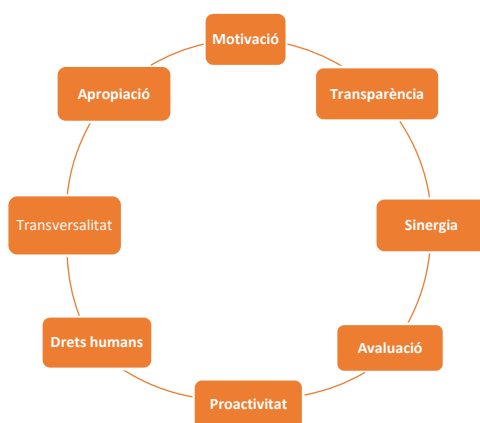 Motivació
Transparència
Sinergia
Avaluació
Proactivitat
Drets humans
Transversalitat
Apropiació